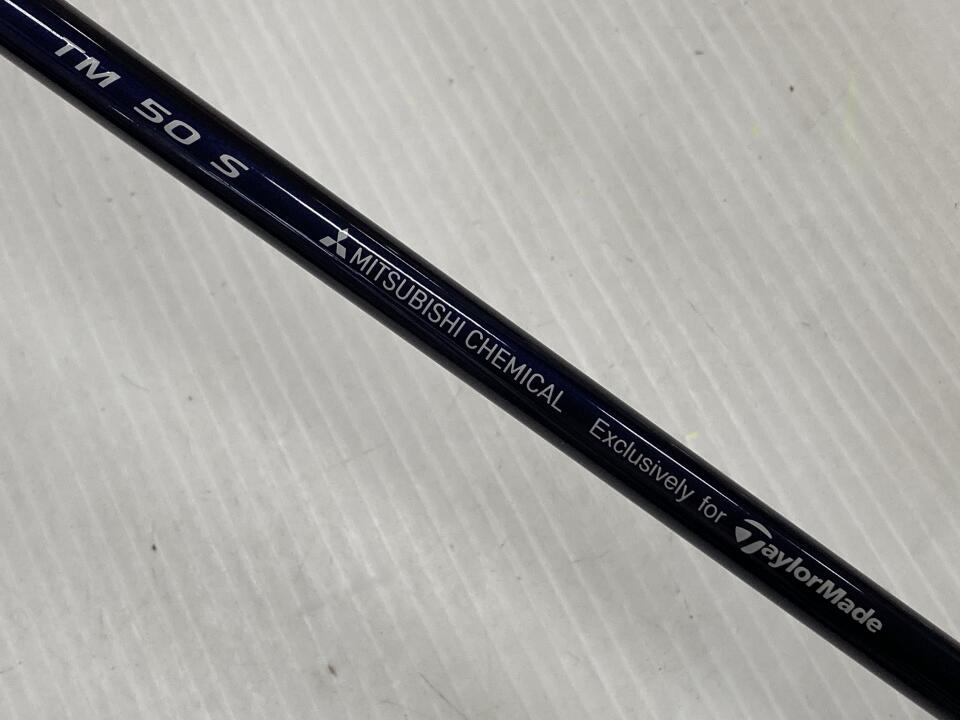 TM 50 S MITSUBISHI CHEMICAL Exclusively for TaylorMade